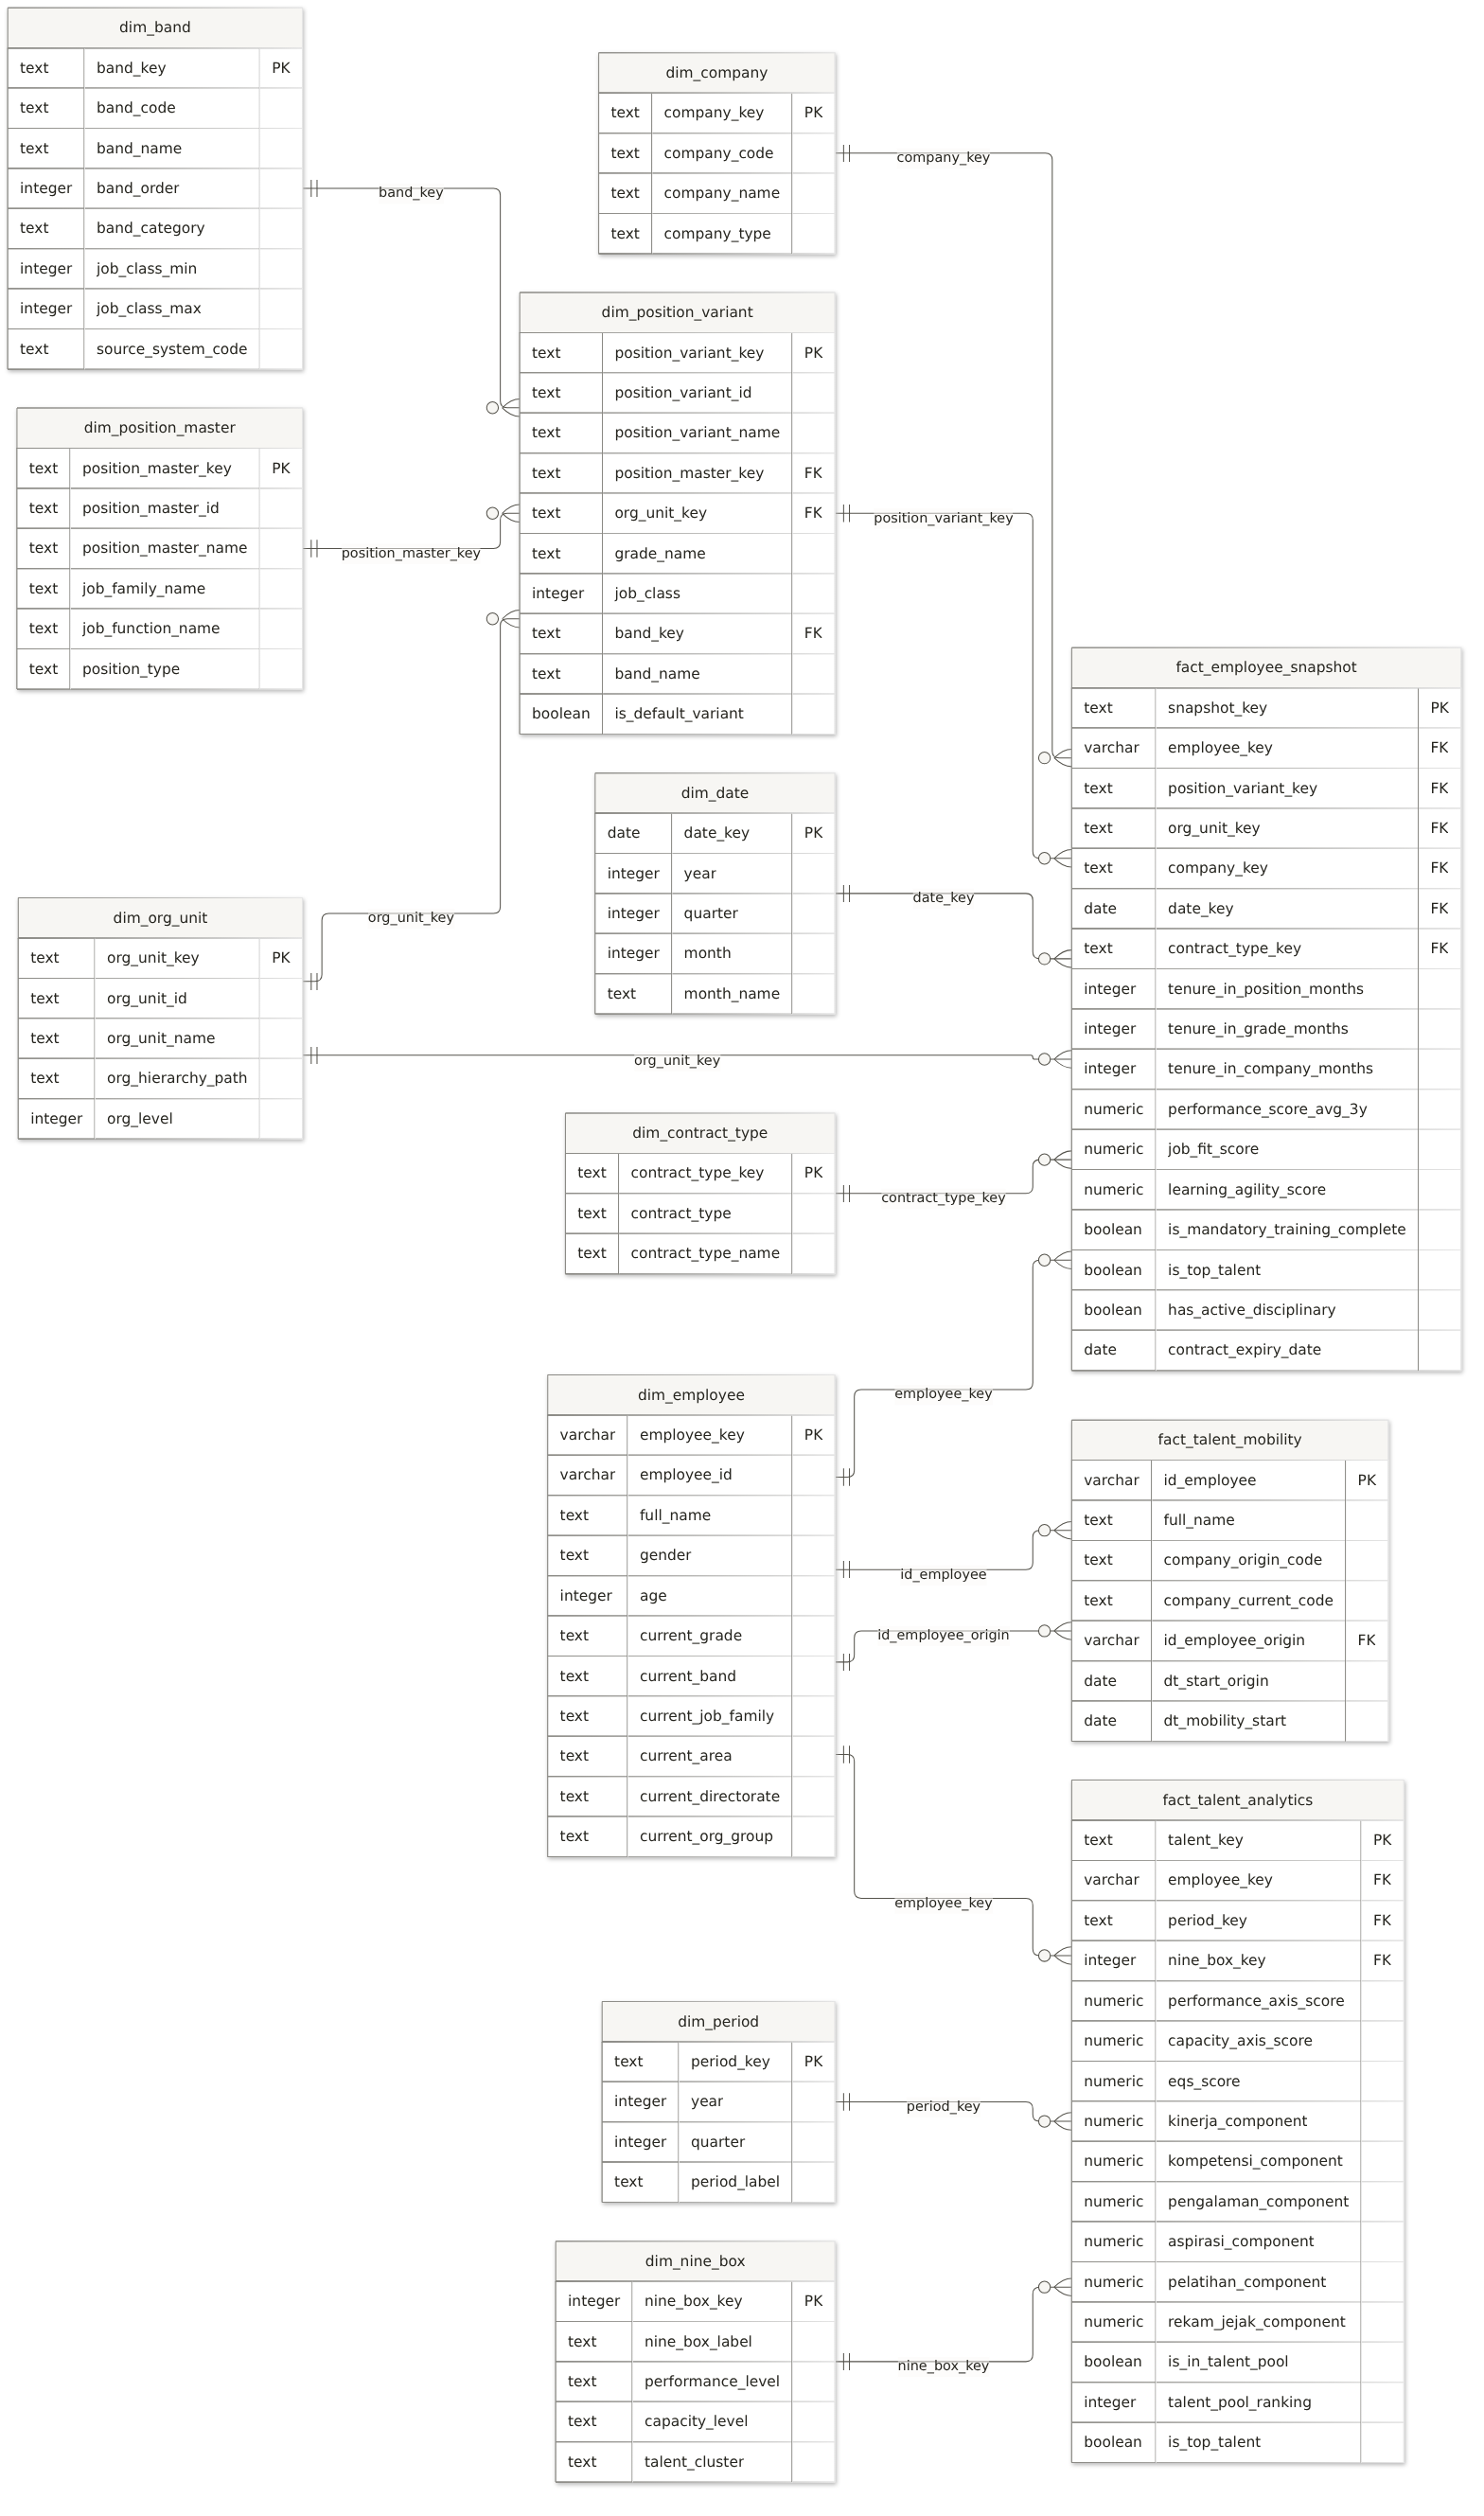 dim_band
text band_key PK
text band_code
text band_name
integer band_order
text band_category
integer job_class_min
integer job_class_max
text source_system_code
band_key
dim_company
text company_key PK
text company_code
text company_name
text company_type
company_key
dim_position_master
text position_master_key PK
text position_master_id
text position_master_name
text job_family_name
text job_function_name
text position_type
position_master_key
dim_position_variant
text position_variant_key PK
text position_variant_id
text position_variant_name
text position_master_key FK
text org_unit_key FK
text grade_name
integer job_class
text band_key FK
text band_name
boolean is_default_variant
position_variant_key
dim_date
date date_key PK
integer year
integer quarter
integer month
text month_name
date_key
dim_org_unit
text org_unit_key PK
text org_unit_id
text org_unit_name
text org_hierarchy_path
integer org_level
org_unit_key
org_unit_key
dim_contract_type
text contract_type_key PK
text contract_type
text contract_type_name
contract_type_key
fact_employee_snapshot
text snapshot_key PK
varchar employee_key FK
text position_variant_key FK
text org_unit_key FK
text company_key FK
date date_key FK
text contract_type_key FK
integer tenure_in_position_months
integer tenure_in_grade_months
integer tenure_in_company_months
numeric performance_score_avg_3y
numeric job_fit_score
numeric learning_agility_score
boolean is_mandatory_training_complete
boolean is_top_talent
boolean has_active_disciplinary
date contract_expiry_date
dim_employee
varchar employee_key PK
varchar employee_id
text full_name
text gender
integer age
text current_grade
text current_band
text current_job_family
text current_area
text current_directorate
text current_org_group
employee_key
id_employee
id_employee_origin
employee_key
fact_talent_mobility
varchar id_employee PK
text full_name
text company_origin_code
text company_current_code
varchar id_employee_origin FK
date dt_start_origin
date dt_mobility_start
dim_period
text period_key PK
integer year
integer quarter
text period_label
period_key
dim_nine_box
integer nine_box_key PK
text nine_box_label
text performance_level
text capacity_level
text talent_cluster
nine_box_key
fact_talent_analytics
text talent_key PK
varchar employee_key FK
text period_key FK
integer nine_box_key FK
numeric performance_axis_score
numeric capacity_axis_score
numeric eqs_score
numeric kinerja_component
numeric kompetensi_component
numeric pengalaman_component
numeric aspirasi_component
numeric pelatihan_component
numeric rekam_jejak_component
boolean is_in_talent_pool
integer talent_pool_ranking
boolean is_top_talent